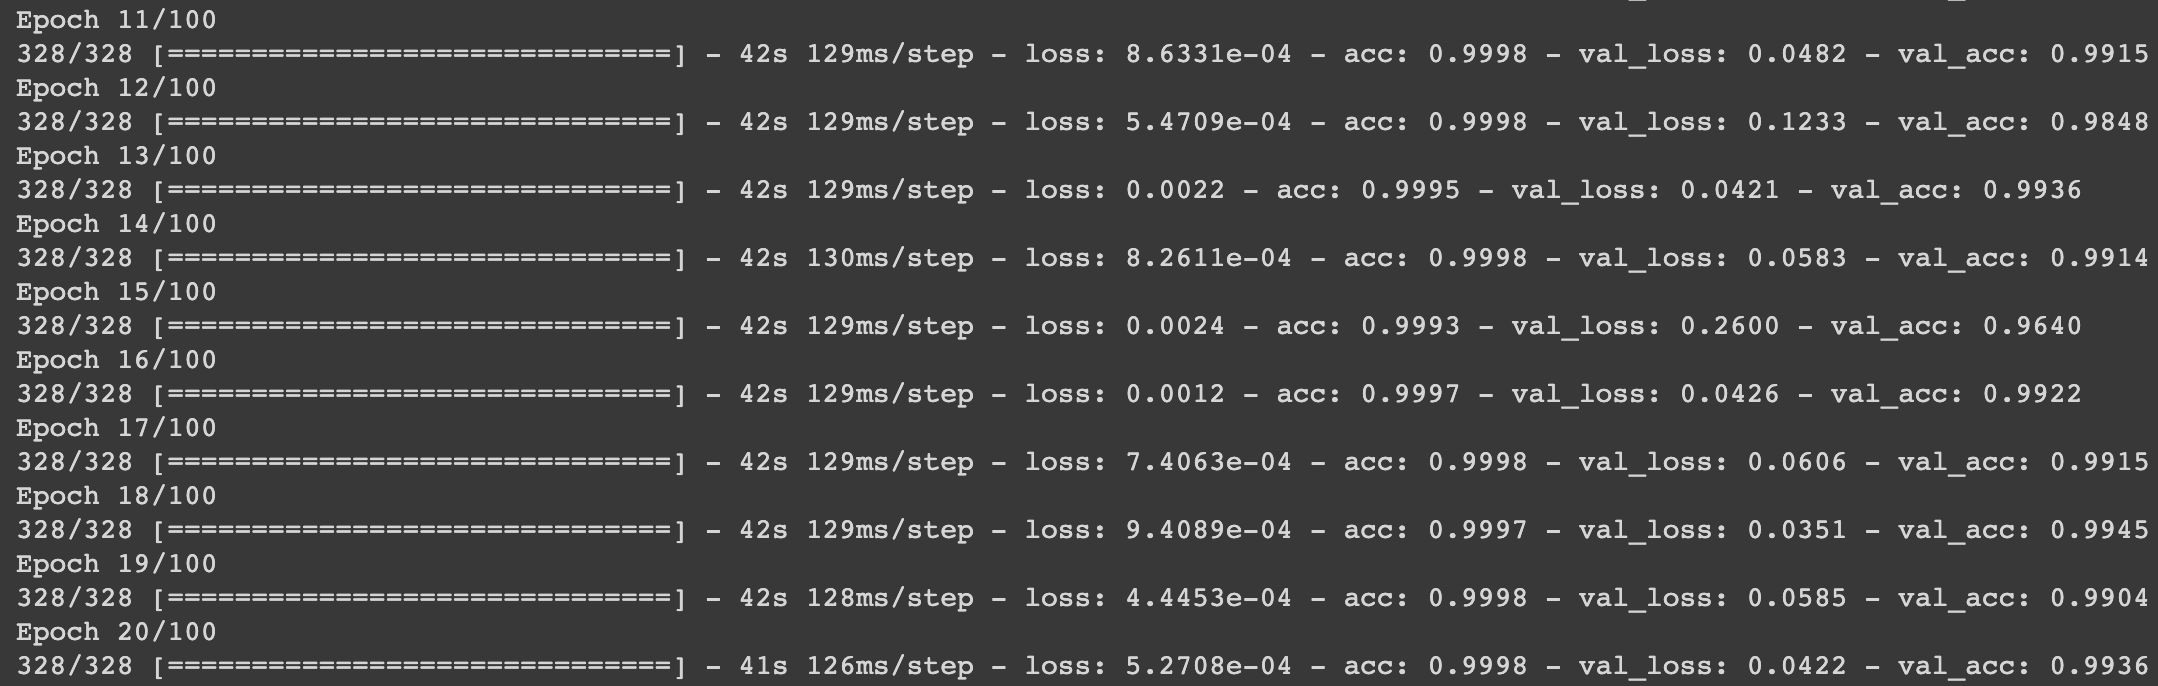 Epoch 11/100
328/328 [==============================] - 42s 129ms/step - loss: 8.6331e-04 - acc: 0.9998 - val_loss: 0.0482 - val_acc: 0.9915
Epoch 12/100
328/328 [==============================] - 42s 129ms/step - loss: 5.4709e-04 - acc: 0.9998 - val_loss: 0.1233 - val_acc: 0.9848
Epoch 13/100
328/328 [==============================] - 42s 129ms/step - loss: 0.0022 - acc: 0.9995 - val_loss: 0.0421 - val_acc: 0.9936
Epoch 14/100
328/328 [==============================] - 42s 130ms/step - loss: 8.2611e-04 - acc: 0.9998 - val_loss: 0.0583 - val_acc: 0.9914
Epoch 15/100
328/328 [==============================] - 42s 129ms/step - loss: 0.0024 - acc: 0.9993 - val_loss: 0.2600 - val_acc: 0.9640
Epoch 16/100
328/328 [==============================] - 42s 129ms/step - loss: 0.0012 - acc: 0.9997 - val_loss: 0.0426 - val_acc: 0.9922
Epoch 17/100
328/328 [==============================] - 42s 129ms/step - loss: 7.4063e-04 - acc: 0.9998 - val_loss: 0.0606 - val_acc: 0.9915
Epoch 18/100
328/328 [==============================] - 42s 129ms/step - loss: 9.4089e-04 - acc: 0.9997 - val_loss: 0.0351 - val_acc: 0.9945
Epoch 19/100
328/328 [==============================] - 42s 128ms/step - loss: 4.4453e-04 - acc: 0.9998 - val_loss: 0.0585 - val_acc: 0.9904
Epoch 20/100
328/328 [==============================] - 41s 126ms/step - loss: 5.2708e-04 - acc: 0.9998 - val_loss: 0.0422 - val_acc: 0.9936